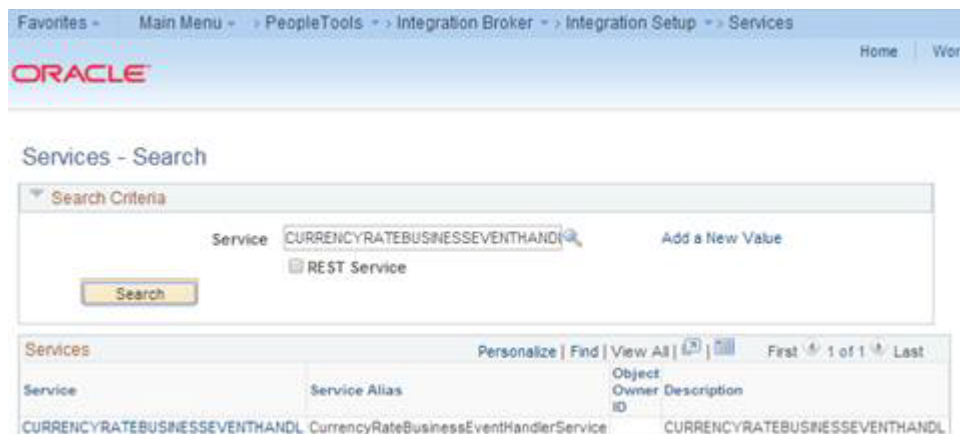 Favorites Main Menu > PeopleTools > Integration Broker > Integration Setup > Services
Home Wor
ORACLE
Services - Search
Search Criteria
Service CURRENCYRATEBUSINESSEVENTHANDL Add a New Value
REST Service
Search
Services Personalize | Find | View All | | First 1 of 1 Last
Service Service Alias Object Owner ID Description
CURRENCYRATEBUSINESSEVENTHANDL CurrencyRateBusinessEventHandlerService CURRENCYRATEBUSINESSEVENTHANDL